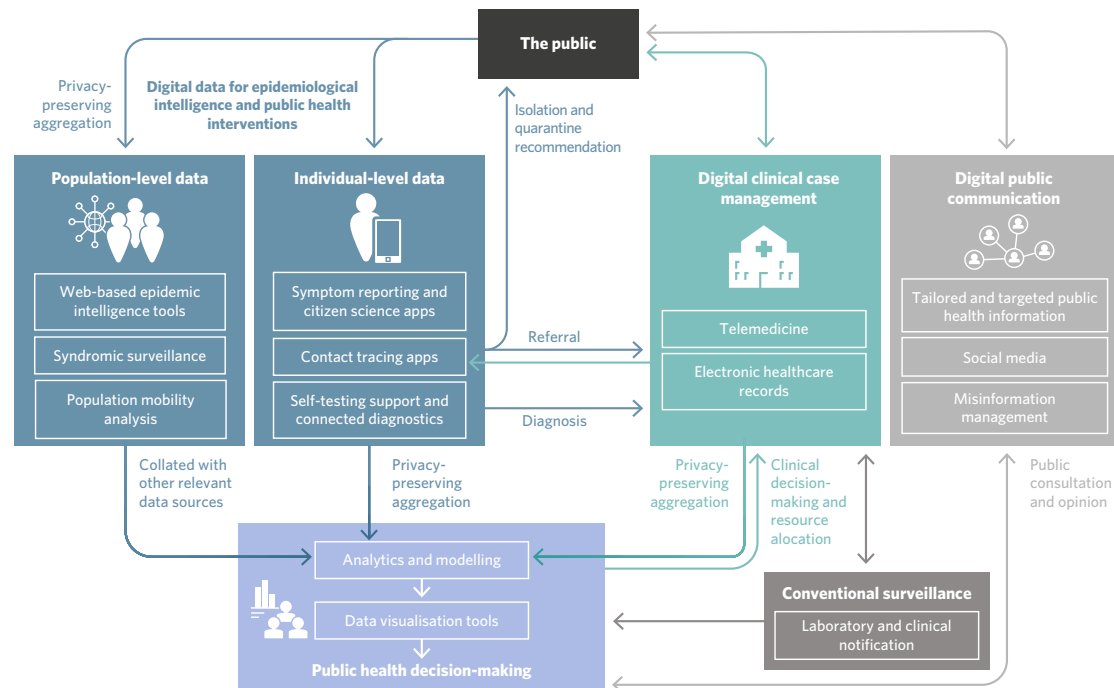 The public
Privacy-
preserving
aggregation
Digital data for epidemiological
intelligence and public health
interventions
Isolation and
quarantine
recommendation
Population-level data
Web-based epidemic
intelligence tools
Syndromic surveillance
Population mobility
analysis
Individual-level data
Symptom reporting and
citizen science apps
Contact tracing apps
Self-testing support and
connected diagnostics
Referral
Diagnosis
Digital clinical case
management
Telemedicine
Electronic healthcare
records
Digital public
communication
Tailored and targeted public
health information
Social media
Misinformation
management
Collated with
other relevant
data sources
Privacy-
preserving
aggregation
Privacy-
preserving
aggregation
Clinical
decision-
making and
resource
alocation
Public
consultation
and opinion
Analytics and modelling
Data visualisation tools
Public health decision-making
Conventional surveillance
Laboratory and clinical
notification